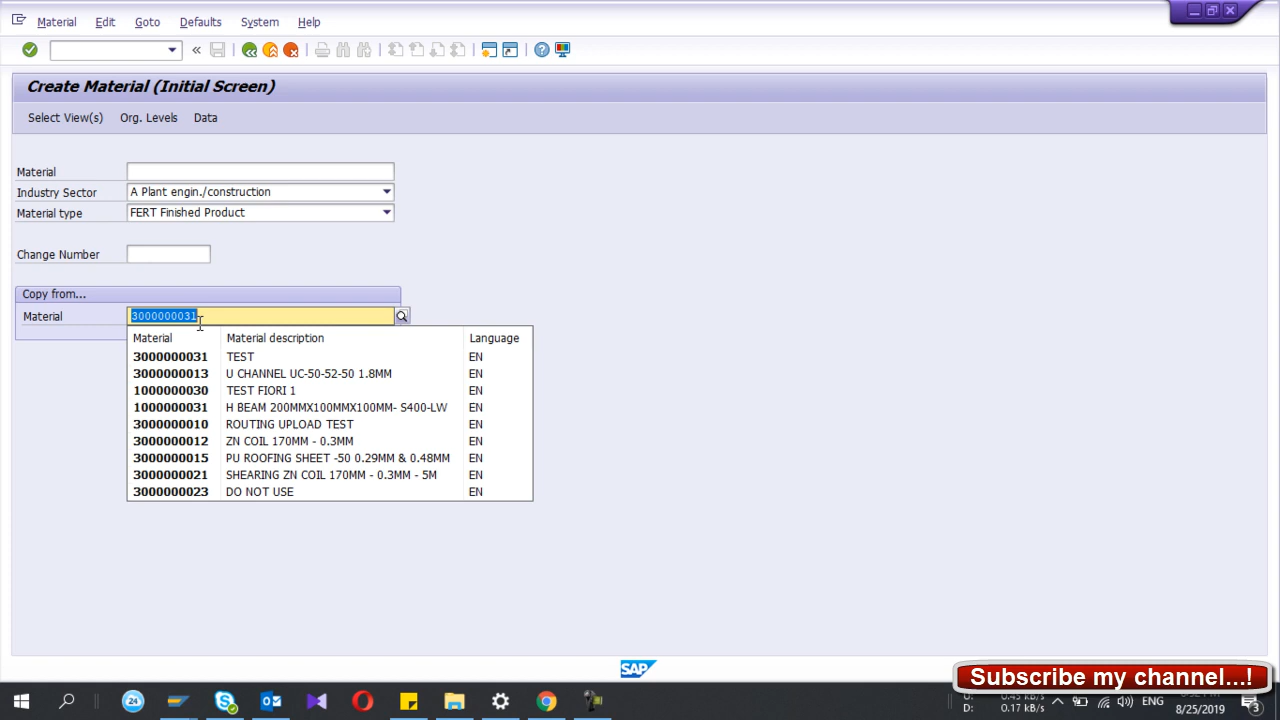 Material Edit Goto Defaults System Help
Create Material (Initial Screen)
Select View(s) Org. Levels Data
Material
Industry Sector A Plant engin./construction
Material type FERT Finished Product
Change Number
Copy from...
Material 3000000031
Material Material description Language
3000000031 TEST EN
3000000013 U CHANNEL UC-50-52-50 1.8MM EN
1000000030 TEST FIORI 1 EN
1000000031 H BEAM 200MMX100MMX100MM- S400-LW EN
3000000010 ROUTING UPLOAD TEST EN
3000000012 ZN COIL 170MM - 0.3MM EN
3000000015 PU ROOFING SHEET -50 0.29MM & 0.48MM EN
3000000021 SHEARING ZN COIL 170MM - 0.3MM - 5M EN
3000000023 DO NOT USE EN
SAP
Subscribe my channel...!
24
D: 0.17 kB/s ENG 8/25/2019 3